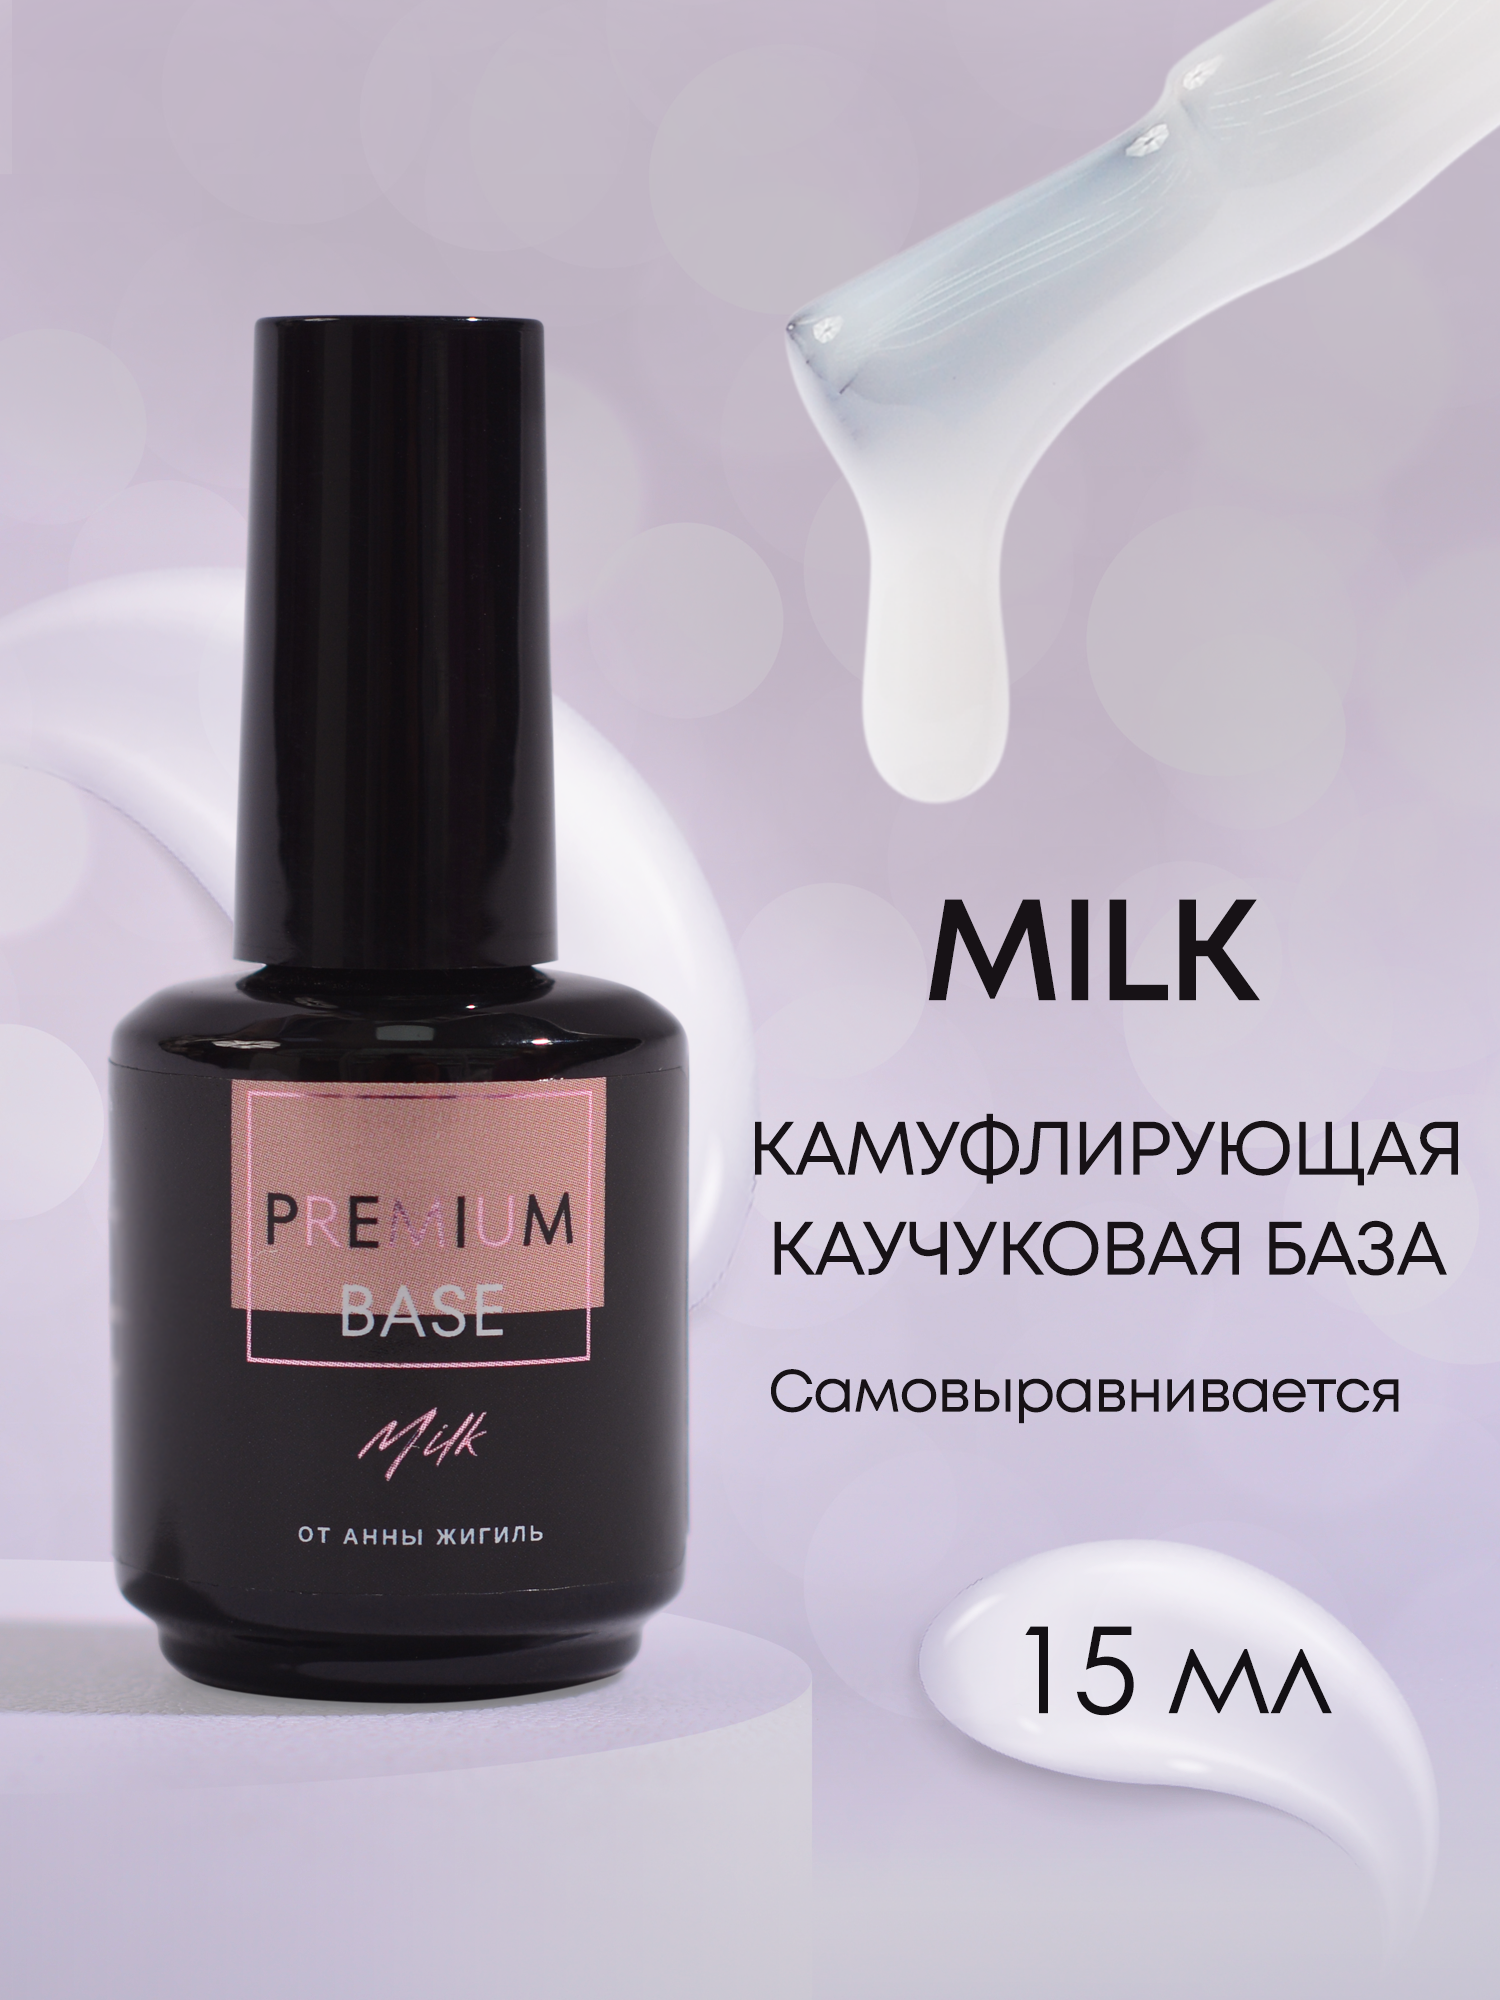 PREMIUM
BASE
Milk
ОТ АННЫ ЖИГИЛЬ
MILK
КАМУФЛИРУЮЩАЯ
КАУЧУКОВАЯ БАЗА
Самовыравнивается
15 мл